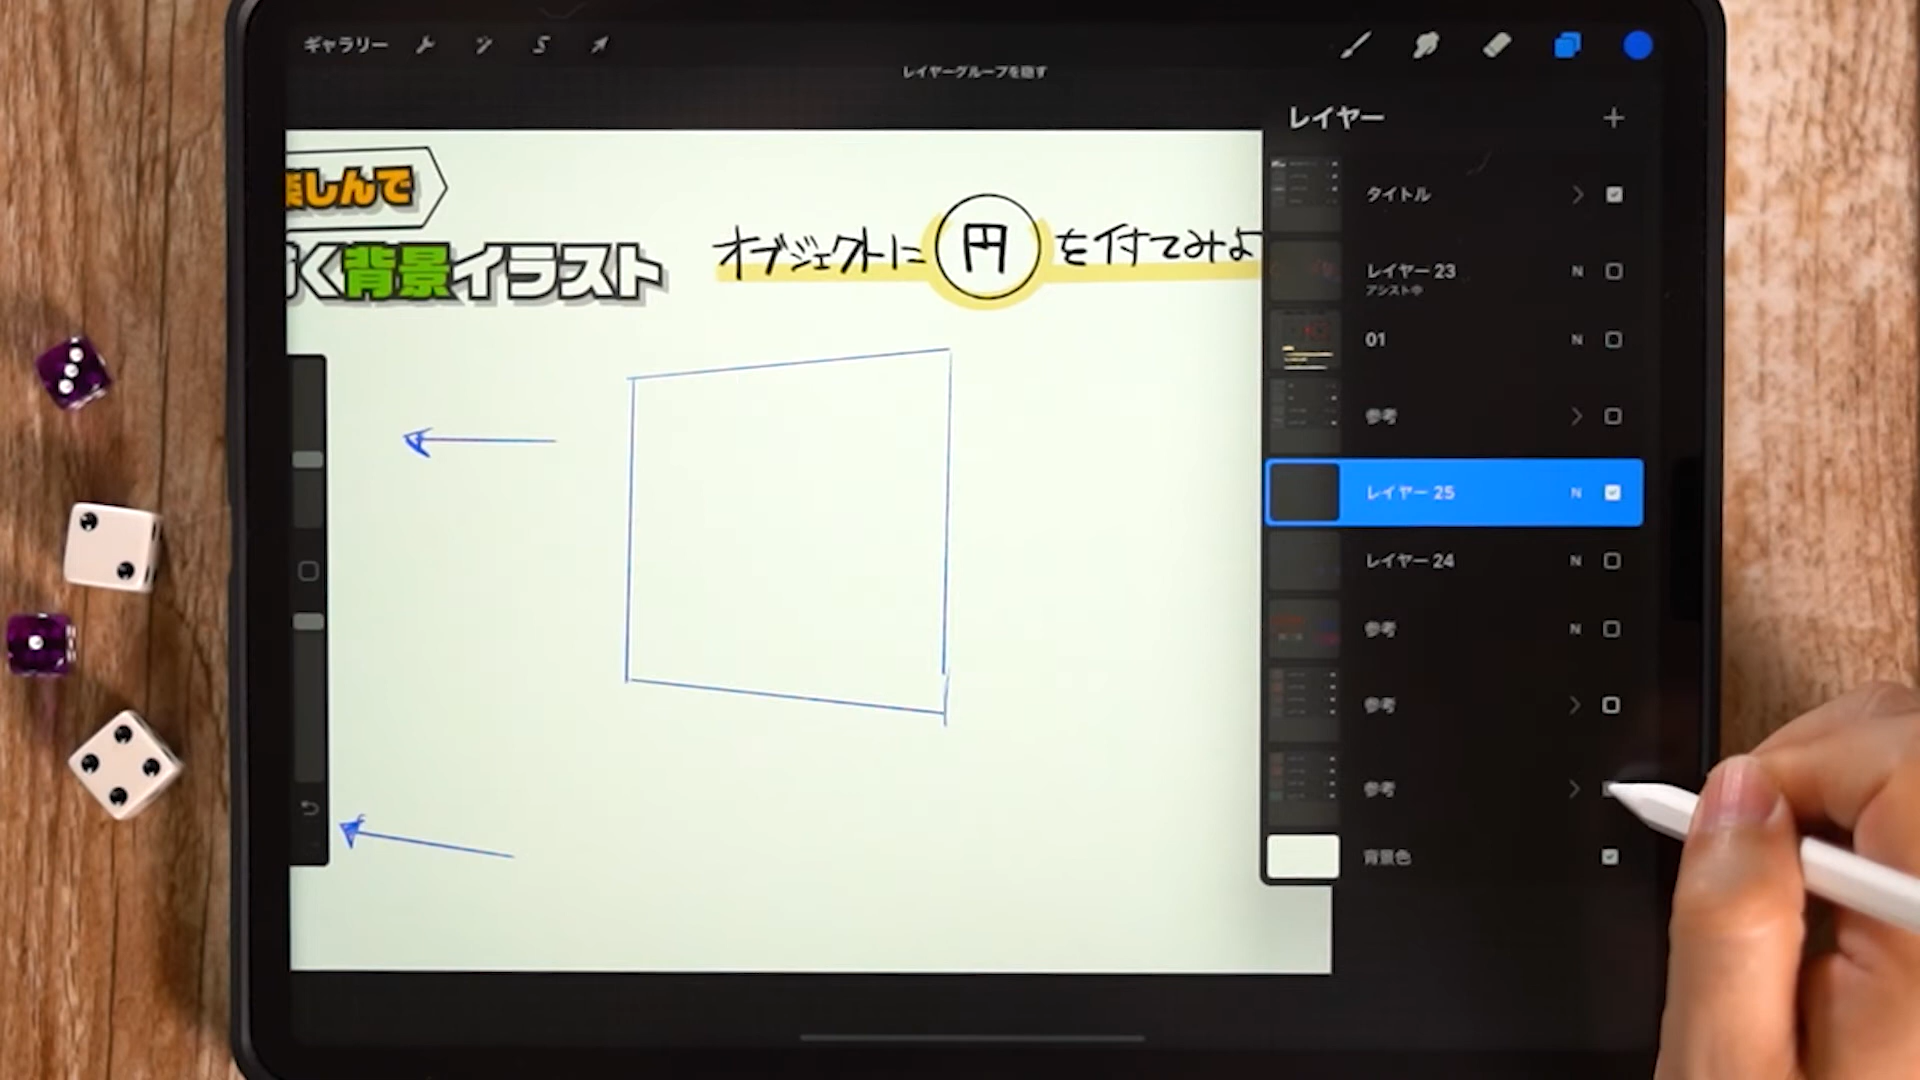 ギャラリー
レイヤーグループを隠す
レイヤー
楽しんで
く背景イラスト
オブジェクトに円を付てみよ
タイトル
レイヤー 23 N
アシスト中
01 N
参考
レイヤー 25 N
レイヤー 24 N
参考 N
参考
参考
背景色